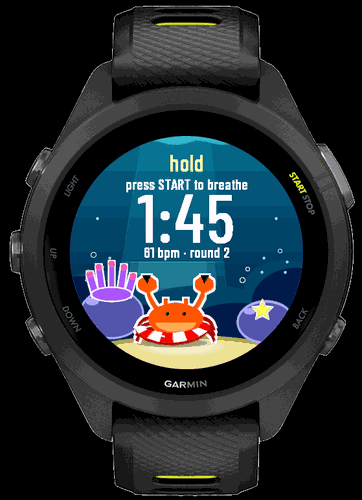 hold
press START to breathe
1:45
61 bpm · round 2
LIGHT
START STOP
UP
DOWN
BACK
GARMIN